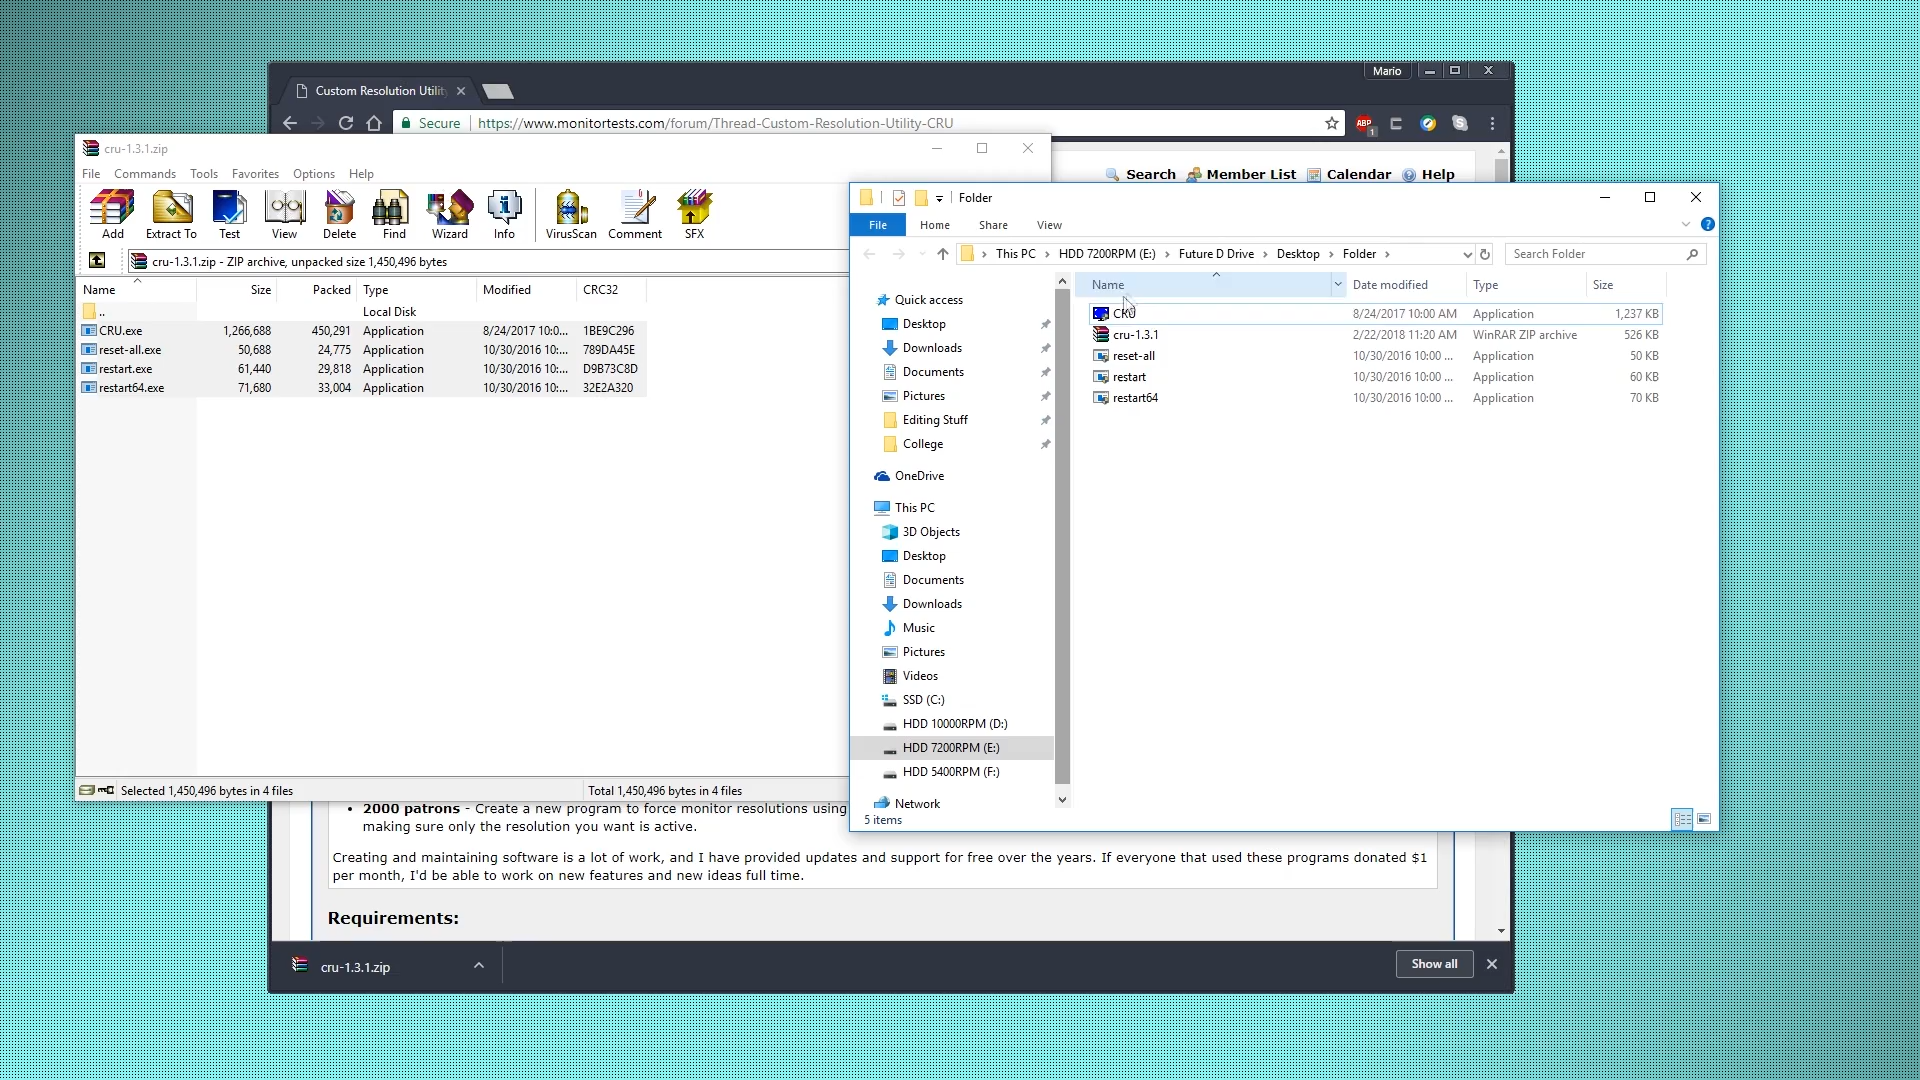 Mario
Custom Resolution Utilit
Secure
https://www.monitortests.com/forum/Thread-Custom-Resolution-Utility-CRU
ABP
1
Search
Member List
Calendar
Help
cru-1.3.1.zip
File Commands Tools Favorites Options Help
Add
Extract To
Test
View
Delete
Find
Wizard
Info
VirusScan
Comment
SFX
cru-1.3.1.zip - ZIP archive, unpacked size 1,450,496 bytes
Name Size Packed Type Modified CRC32
.. Local Disk
CRU.exe 1,266,688 450,291 Application 8/24/2017 10:0... 1BE9C296
reset-all.exe 50,688 24,775 Application 10/30/2016 10:... 789DA45E
restart.exe 61,440 29,818 Application 10/30/2016 10:... D9B73C8D
restart64.exe 71,680 33,004 Application 10/30/2016 10:... 32E2A320
Selected 1,450,496 bytes in 4 files
Total 1,450,496 bytes in 4 files
Folder
File Home Share View
This PC > HDD 7200RPM (E:) > Future D Drive > Desktop > Folder >
Search Folder
Quick access
Desktop
Downloads
Documents
Pictures
Editing Stuff
College
OneDrive
This PC
3D Objects
Desktop
Documents
Downloads
Music
Pictures
Videos
SSD (C:)
HDD 10000RPM (D:)
HDD 7200RPM (E:)
HDD 5400RPM (F:)
Network
Name Date modified Type Size
CRU 8/24/2017 10:00 AM Application 1,237 KB
cru-1.3.1 2/22/2018 11:20 AM WinRAR ZIP archive 526 KB
reset-all 10/30/2016 10:00 ... Application 50 KB
restart 10/30/2016 10:00 ... Application 60 KB
restart64 10/30/2016 10:00 ... Application 70 KB
5 items
• 2000 patrons - Create a new program to force monitor resolutions using
making sure only the resolution you want is active.
Creating and maintaining software is a lot of work, and I have provided updates and support for free over the years. If everyone that used these programs donated $1
per month, I'd be able to work on new features and new ideas full time.
Requirements:
cru-1.3.1.zip
Show all